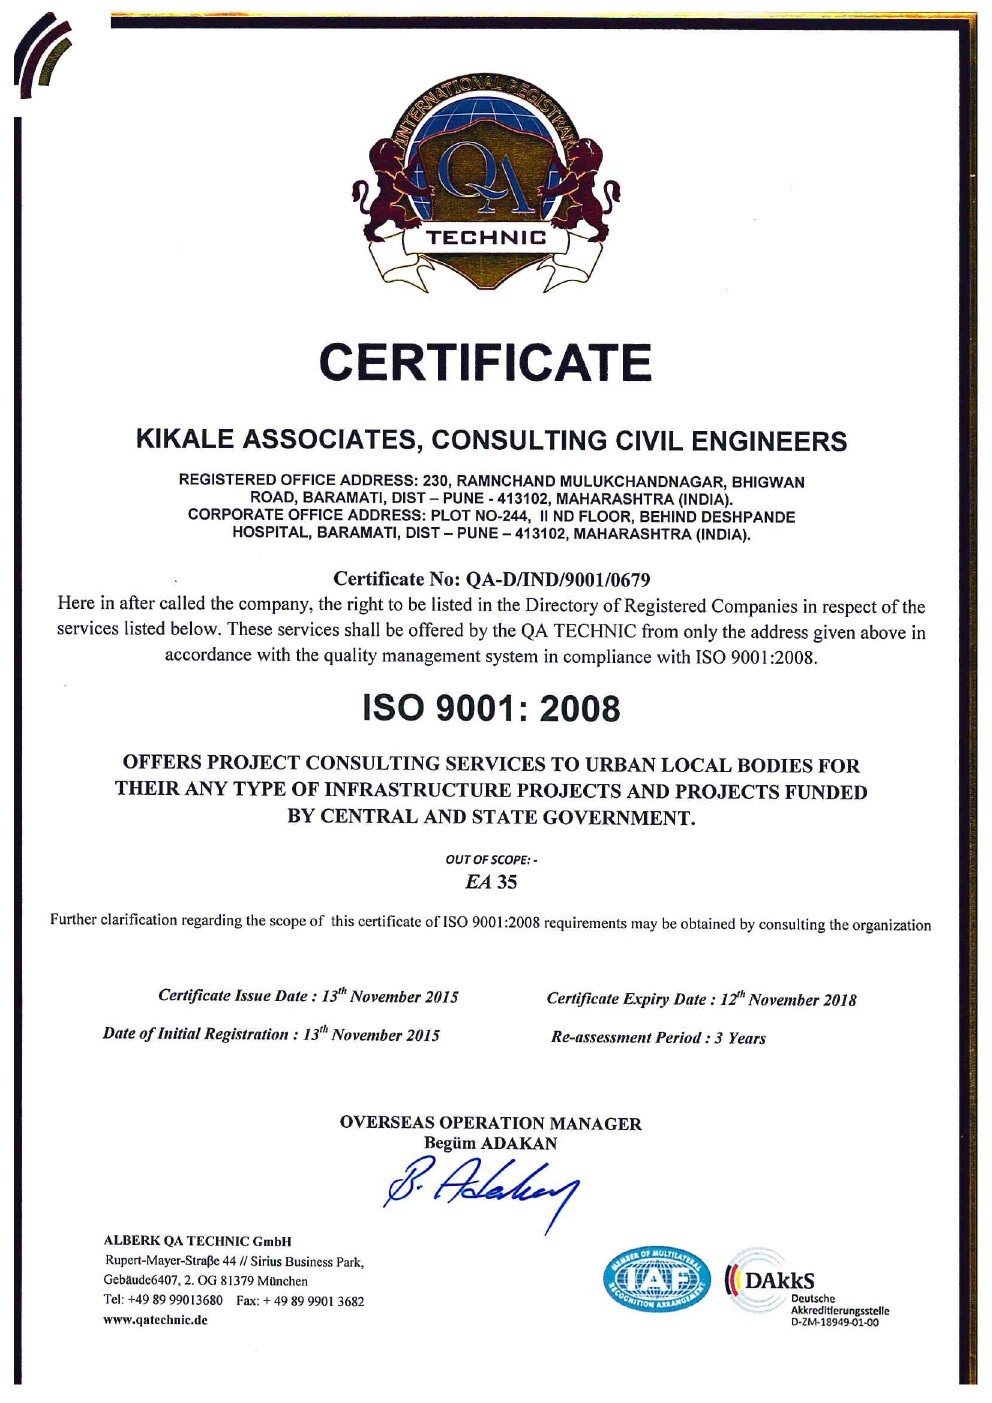 INTERNATIONAL REGISTRAR
QA
TECHNIC
CERTIFICATE
KIKALE ASSOCIATES, CONSULTING CIVIL ENGINEERS
REGISTERED OFFICE ADDRESS: 230, RAMNCHAND MULUKCHANDNAGAR, BHIGWAN
ROAD, BARAMATI, DIST – PUNE - 413102, MAHARASHTRA (INDIA).
CORPORATE OFFICE ADDRESS: PLOT NO-244, II ND FLOOR, BEHIND DESHPANDE
HOSPITAL, BARAMATI, DIST – PUNE – 413102, MAHARASHTRA (INDIA).
Certificate No: QA-D/IND/9001/0679
Here in after called the company, the right to be listed in the Directory of Registered Companies in respect of the
services listed below. These services shall be offered by the QA TECHNIC from only the address given above in
accordance with the quality management system in compliance with ISO 9001:2008.
ISO 9001: 2008
OFFERS PROJECT CONSULTING SERVICES TO URBAN LOCAL BODIES FOR
THEIR ANY TYPE OF INFRASTRUCTURE PROJECTS AND PROJECTS FUNDED
BY CENTRAL AND STATE GOVERNMENT.
OUT OF SCOPE: -
EA 35
Further clarification regarding the scope of this certificate of ISO 9001:2008 requirements may be obtained by consulting the organization
Certificate Issue Date : 13th November 2015
Certificate Expiry Date : 12th November 2018
Date of Initial Registration : 13th November 2015
Re-assessment Period : 3 Years
OVERSEAS OPERATION MANAGER
Begüm ADAKAN
B. Adakan
ALBERK QA TECHNIC GmbH
Rupert-Mayer-Straße 44 // Sirius Business Park,
Gebäude6407, 2. OG 81379 München
Tel: +49 89 99013680 Fax: + 49 89 9901 3682
www.qatechnic.de
MEMBER OF MULTILATERAL
IAF
RECOGNITION ARRANGEMENT
DAkkS
Deutsche
Akkreditierungsstelle
D-ZM-18949-01-00